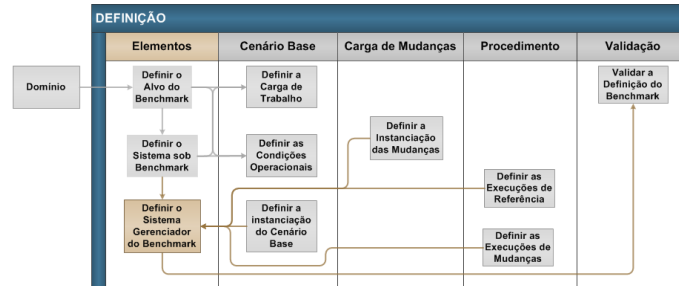 DEFINIÇÃO
Elementos
Cenário Base
Carga de Mudanças
Procedimento
Validação
Domínio
Definir o
Alvo do
Benchmark
Definir a
Carga de
Trabalho
Validar a
Definição do
Benchmark
Definir o
Sistema sob
Benchmark
Definir as
Condições
Operacionais
Definir a
Instanciação
das Mudanças
Definir as
Execuções de
Referência
Definir o
Sistema
Gerenciador
do Benchmark
Definir a
instanciação
do Cenário
Base
Definir as
Execuções de
Mudanças